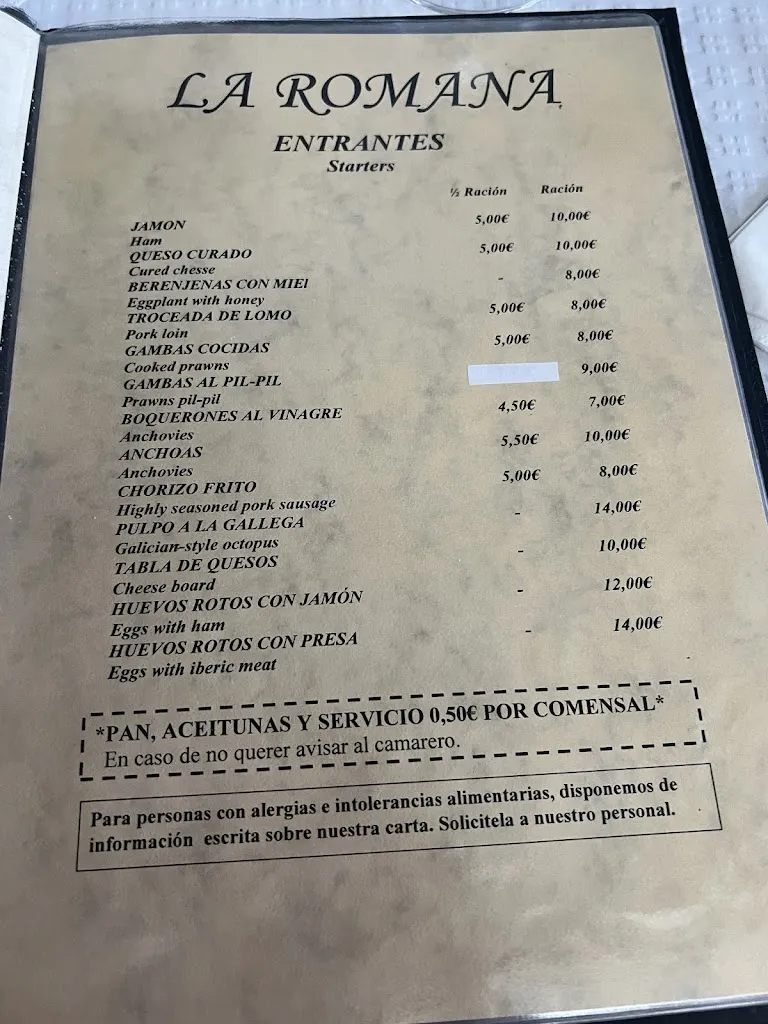 LA ROMANA
ENTRANTES
Starters
½ Ración Ración
JAMON 5,00€ 10,00€
Ham
QUESO CURADO 5,00€ 10,00€
Cured chesse
BERENJENAS CON MIEl - 8,00€
Eggplant with honey
TROCEADA DE LOMO 5,00€ 8,00€
Pork loin
GAMBAS COCIDAS 5,00€ 8,00€
Cooked prawns
GAMBAS AL PIL-PIL 9,00€
Prawns pil-pil
BOQUERONES AL VINAGRE 4,50€ 7,00€
Anchovies
ANCHOAS 5,50€ 10,00€
Anchovies
CHORIZO FRITO 5,00€ 8,00€
Highly seasoned pork sausage
PULPO A LA GALLEGA - 14,00€
Galician-style octopus
TABLA DE QUESOS - 10,00€
Cheese board
HUEVOS ROTOS CON JAMÓN - 12,00€
Eggs with ham
HUEVOS ROTOS CON PRESA - 14,00€
Eggs with iberic meat
*PAN, ACEITUNAS Y SERVICIO 0,50€ POR COMENSAL*
En caso de no querer avisar al camarero.
Para personas con alergias e intolerancias alimentarias, disponemos de
información escrita sobre nuestra carta. Solicitela a nuestro personal.